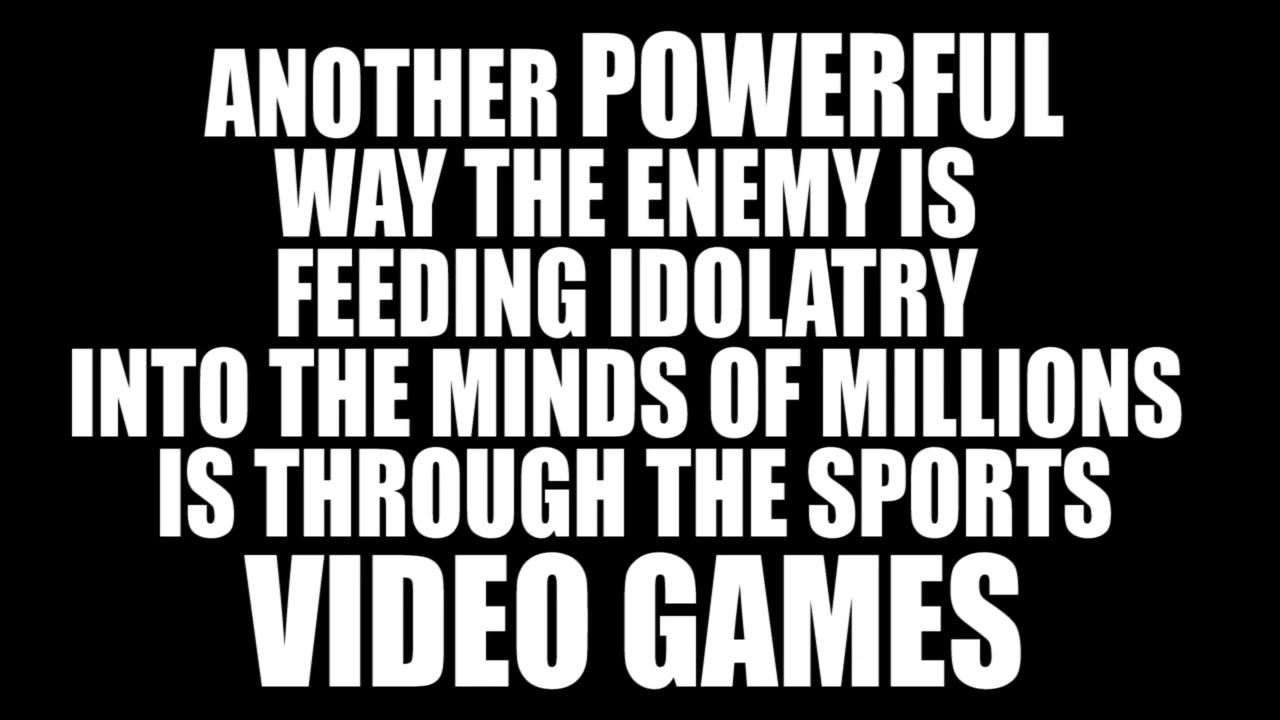 ANOTHER POWERFUL
WAY THE ENEMY IS
FEEDING IDOLATRY
INTO THE MINDS OF MILLIONS
IS THROUGH THE SPORTS
VIDEO GAMES